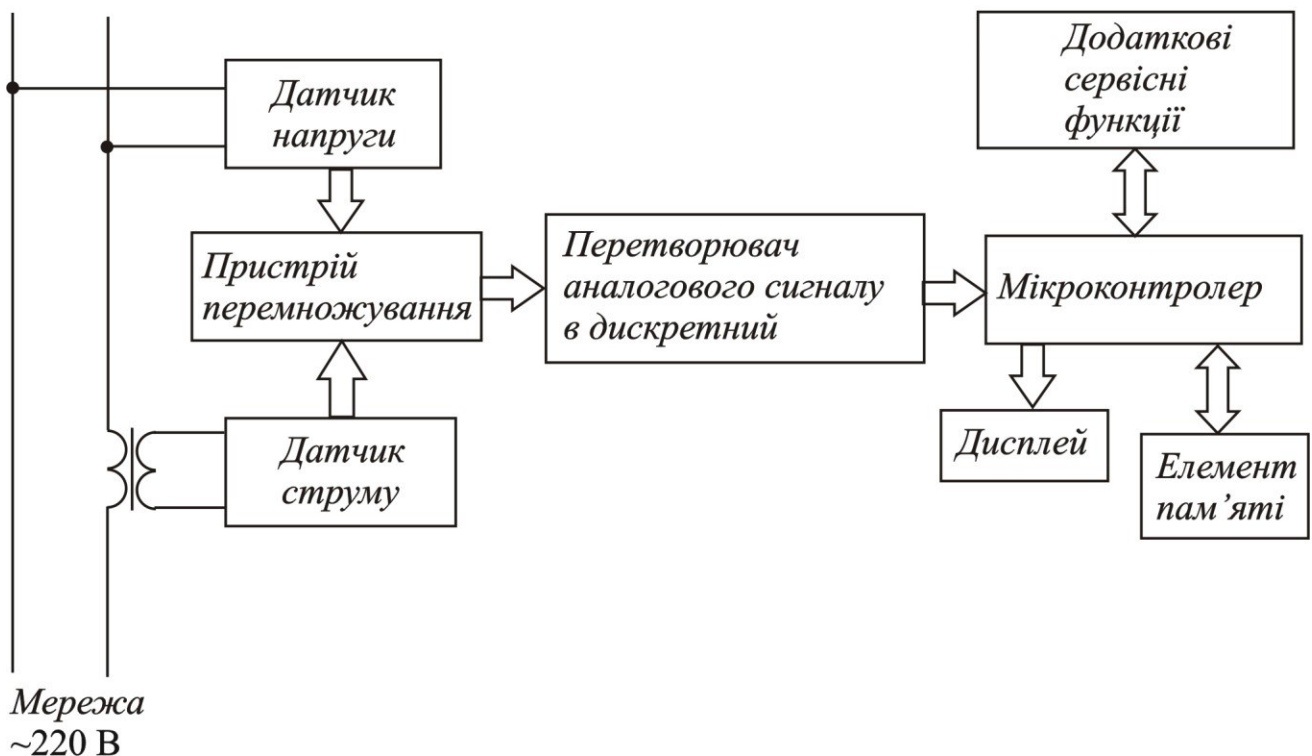 Датчик
напруги
Додаткові
сервісні
функції
Пристрій
перемножування
Перетворювач
аналогового сигналу
в дискретний
Мікроконтролер
Датчик
струму
Дисплей
Елемент
пам’яті
Мережа
~220 В